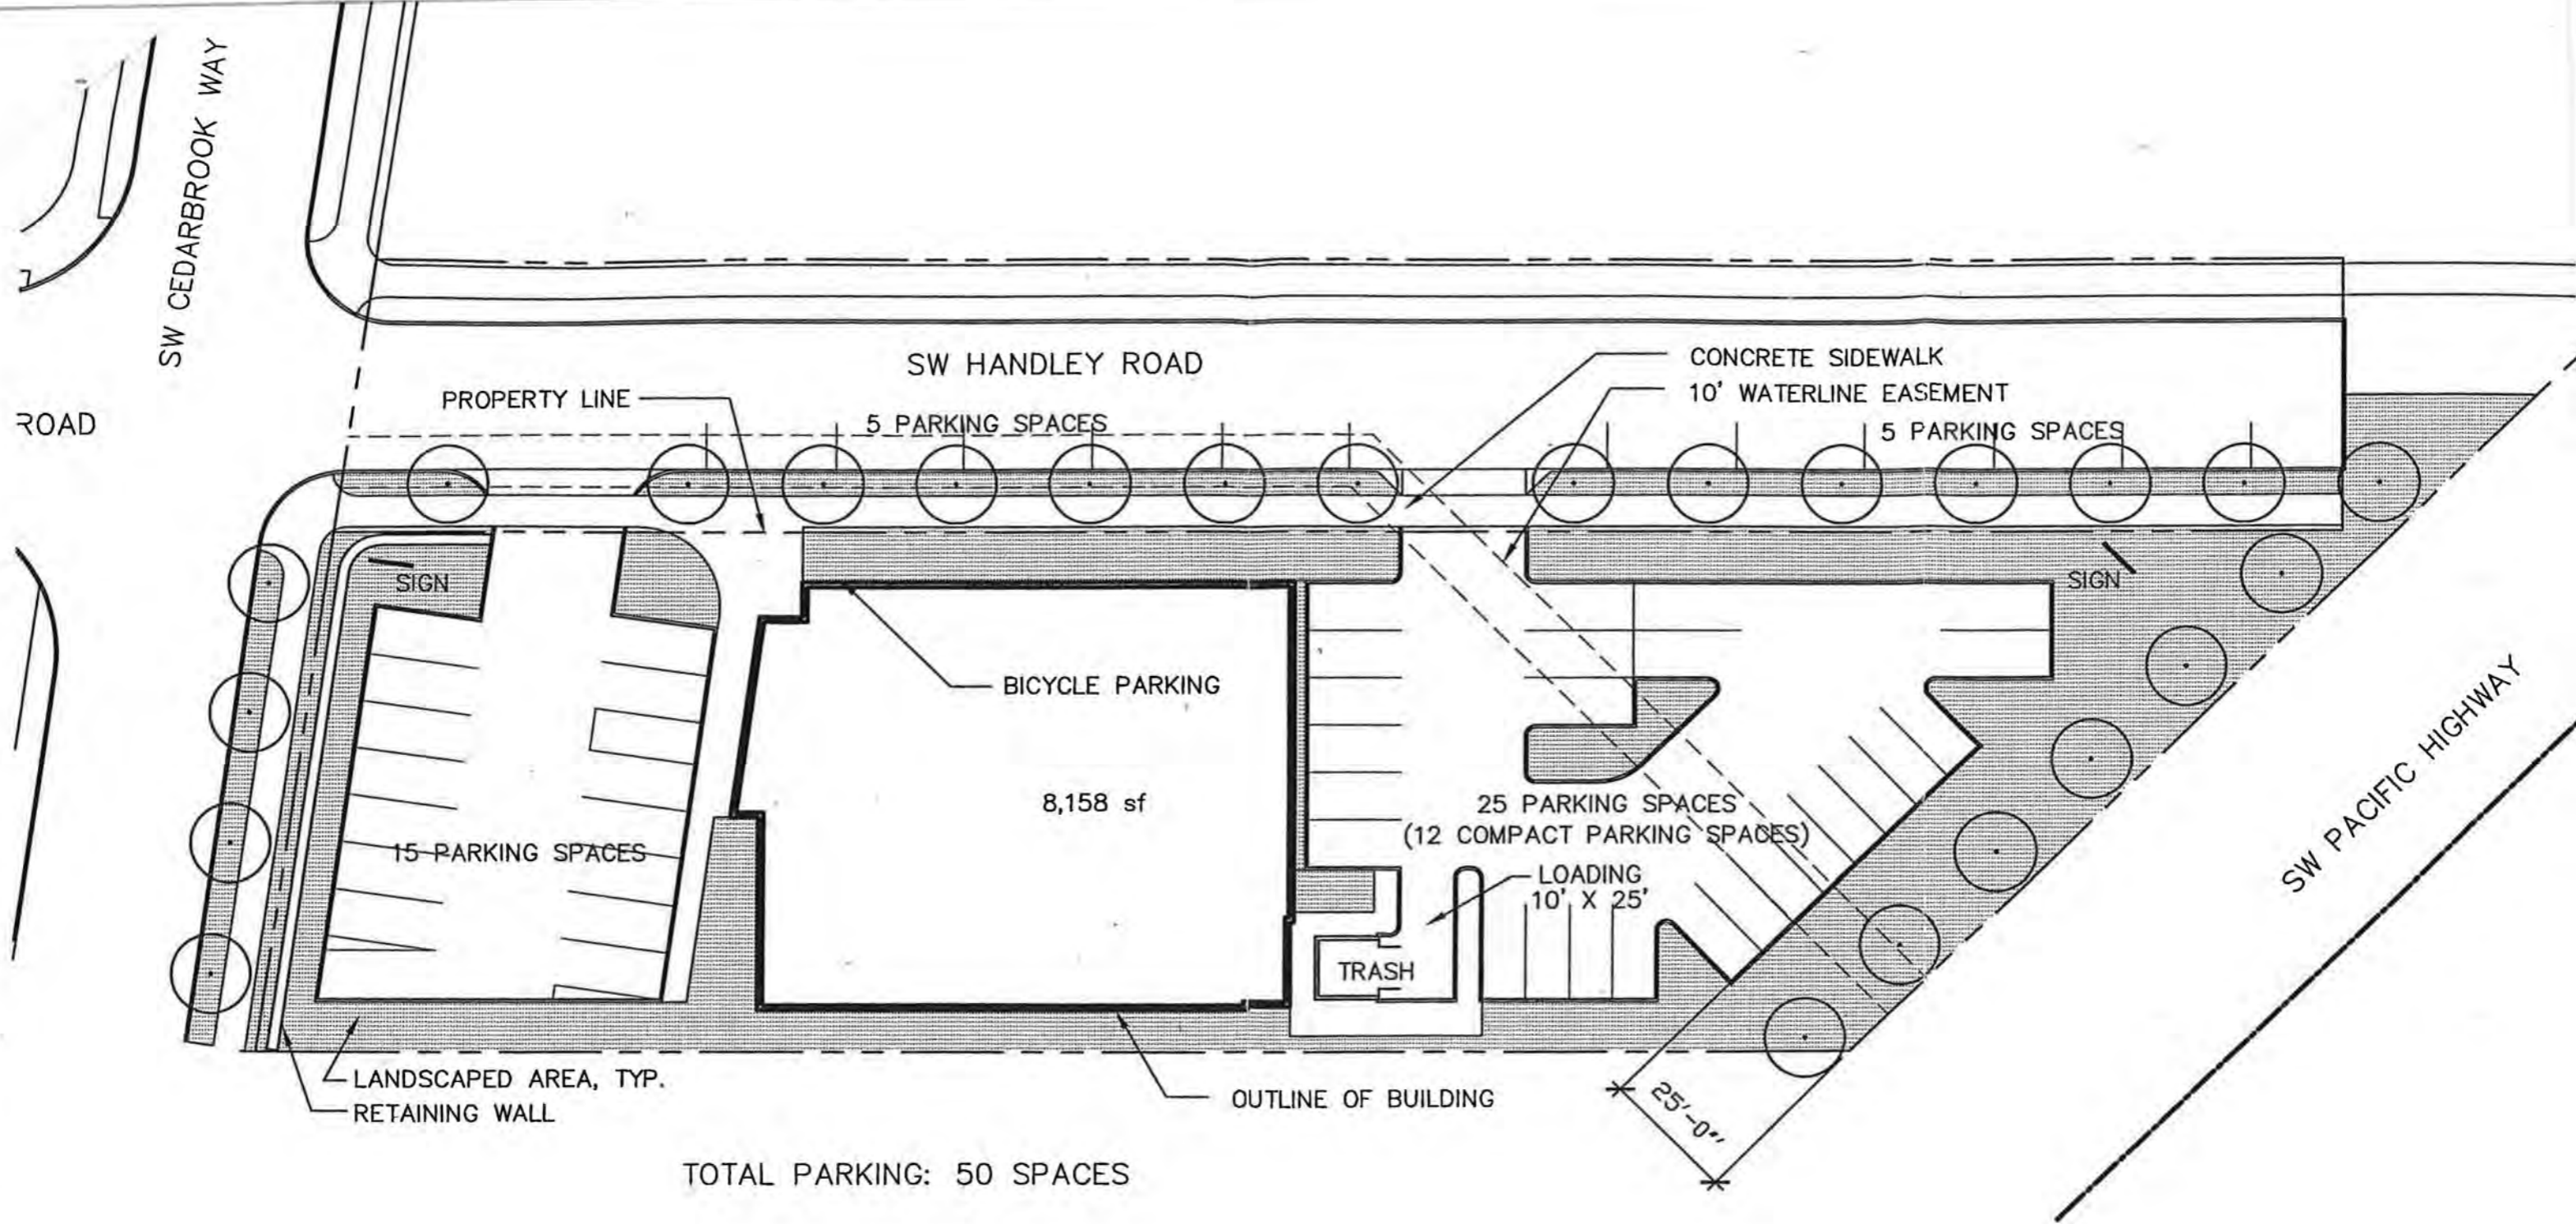 SW CEDARBROOK WAY
SW HANDLEY ROAD
CONCRETE SIDEWALK
10' WATERLINE EASEMENT
PROPERTY LINE
ROAD
5 PARKING SPACES
5 PARKING SPACES
SIGN
SIGN
BICYCLE PARKING
8,158 sf
25 PARKING SPACES
(12 COMPACT PARKING SPACES)
15 PARKING SPACES
LOADING
10' X 25'
TRASH
SW PACIFIC HIGHWAY
LANDSCAPED AREA, TYP.
RETAINING WALL
OUTLINE OF BUILDING
25'-0"
TOTAL PARKING: 50 SPACES